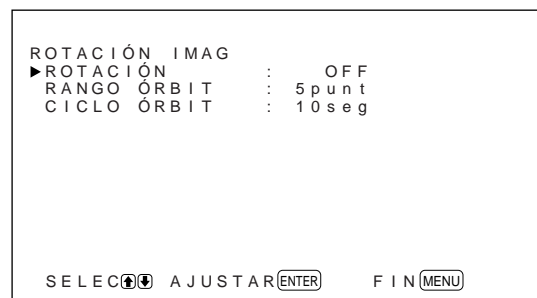 ROTACIÓN IMAG
▶ROTACIÓN : OFF
RANGO ÓRBIT : 5punt
CICLO ÓRBIT : 10seg
SELEC⬆⬇ AJUSTAR ENTER FIN MENU